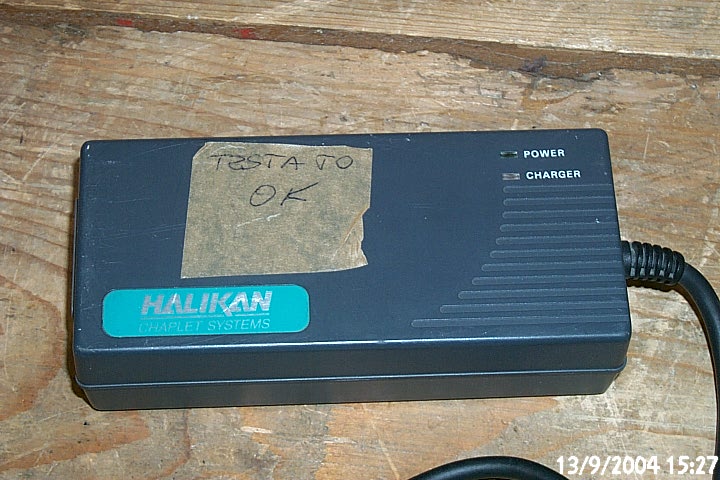 TESTATO
OK
POWER
CHARGER
HALIKAN
CHAPLET SYSTEMS
13/9/2004 15:27